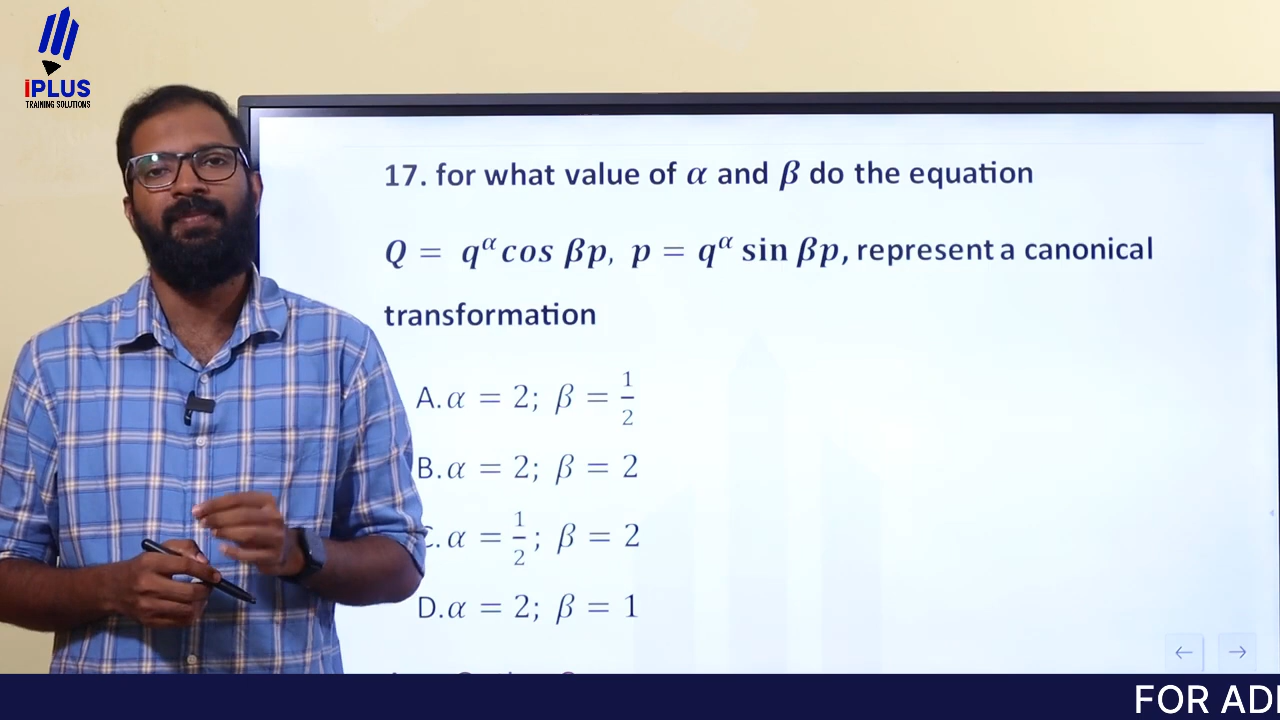 iPLUS
TRAINING SOLUTIONS
17. for what value of α and β do the equation
Q = q^α cos βp, p = q^α sin βp, represent a canonical
transformation
A. α = 2; β = 1/2
B. α = 2; β = 2
C. α = 1/2; β = 2
D. α = 2; β = 1
FOR ADI